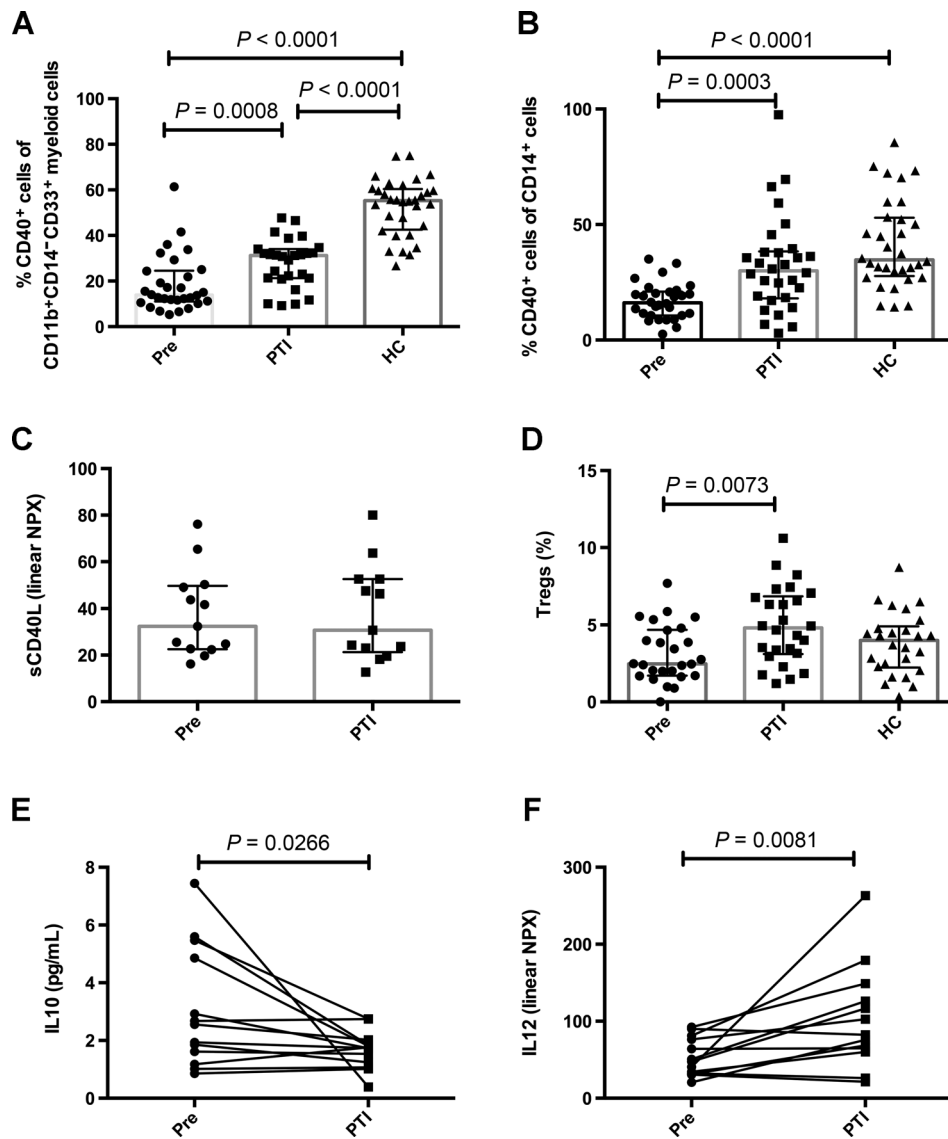 A
P < 0.0001
P < 0.0001
P = 0.0008
% CD40⁺ cells of
CD11b⁺CD14⁻CD33⁺ myeloid cells
100
80
60
40
20
0
Pre
PTI
HC
B
P < 0.0001
P = 0.0003
% CD40⁺ cells of CD14⁺ cells
100
50
0
Pre
PTI
HC
C
sCD40L (linear NPX)
100
80
60
40
20
0
Pre
PTI
D
P = 0.0073
Tregs (%)
15
10
5
0
Pre
PTI
HC
E
P = 0.0266
IL10 (pg/mL)
8
6
4
2
0
Pre
PTI
F
P = 0.0081
IL12 (linear NPX)
300
200
100
0
Pre
PTI